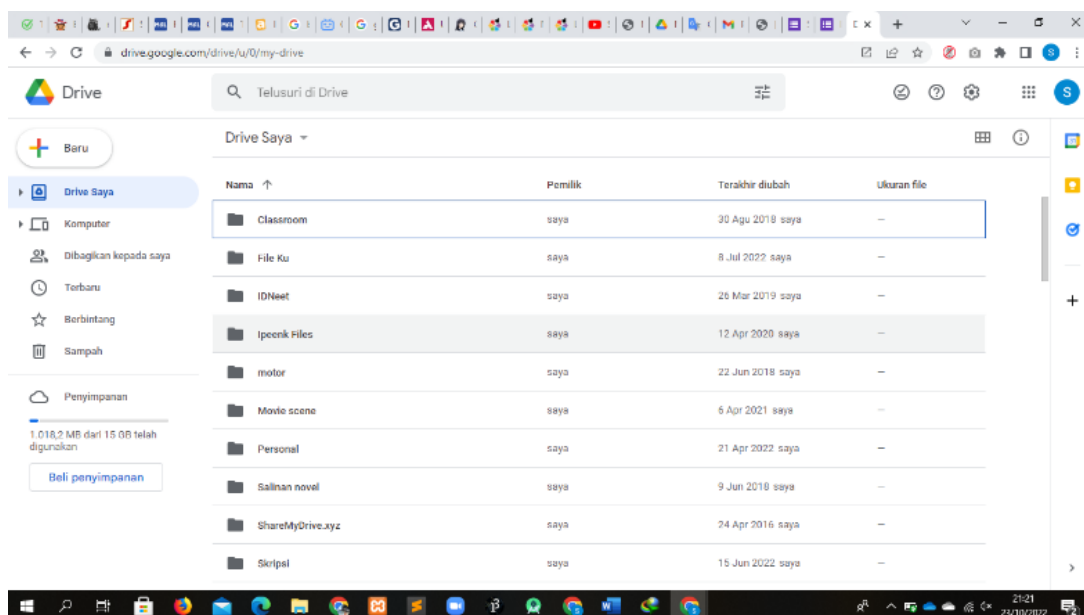 drive.google.com/drive/u/0/my-drive
S
Drive
Telusuri di Drive
S
Baru
Drive Saya
Drive Saya
Komputer
Dibagikan kepada saya
Terbaru
Berbintang
Sampah
Penyimpanan
1.018,2 MB dari 15 GB telah
digunakan
Beli penyimpanan
Nama Pemilik Terakhir diubah Ukuran file
Classroom saya 30 Agu 2018 saya —
File Ku saya 8 Jul 2022 saya —
IDNeet saya 26 Mar 2019 saya —
Ipeenk Files saya 12 Apr 2020 saya —
motor saya 22 Jun 2018 saya —
Movie scene saya 6 Apr 2021 saya —
Personal saya 21 Apr 2022 saya —
Salinan novel saya 9 Jun 2018 saya —
ShareMyDrive.xyz saya 24 Apr 2016 saya —
Skripsi saya 15 Jun 2022 saya —
21:21
23/10/2022